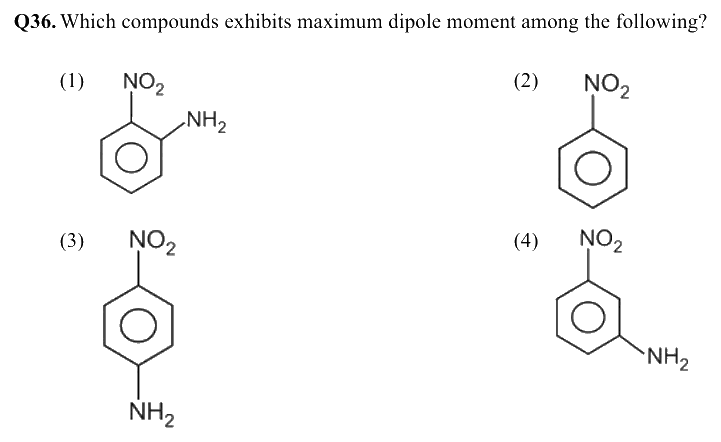 Q36. Which compounds exhibits maximum dipole moment among the following?
(1) NO2
NH2
(2) NO2
(3) NO2
NH2
(4) NO2
NH2